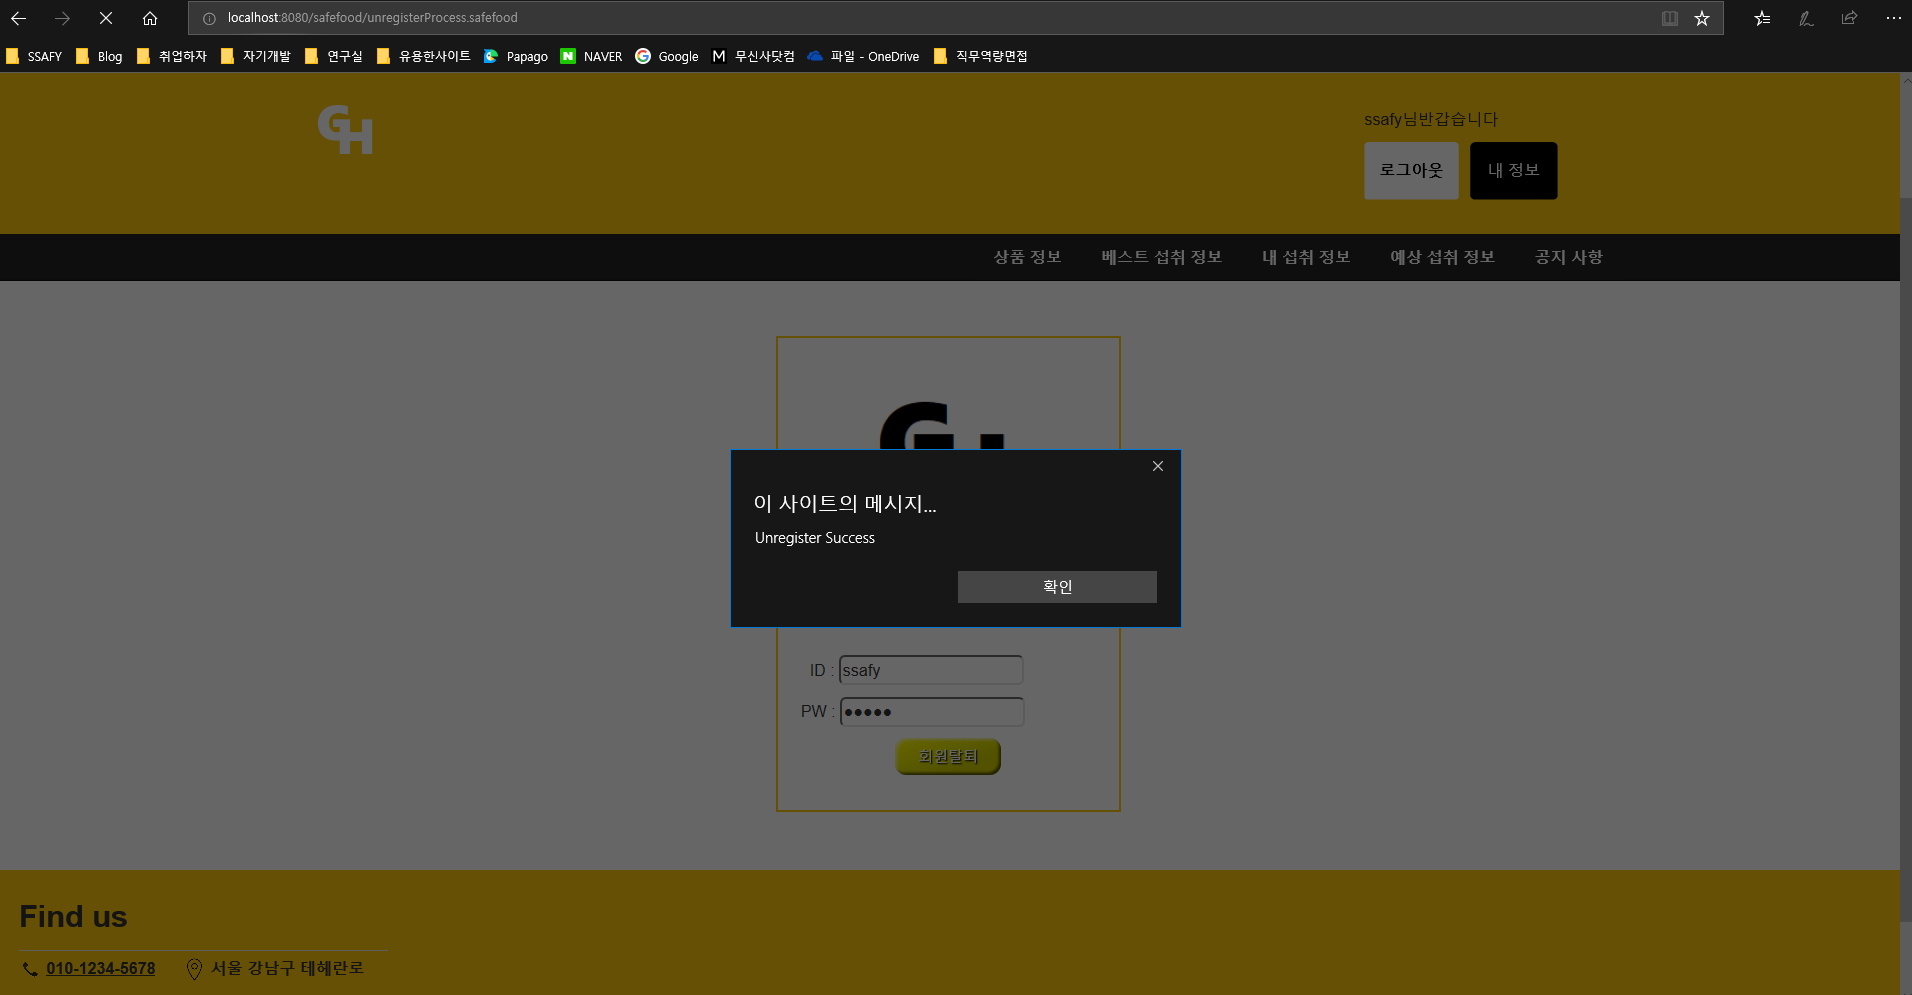 localhost:8080/safefood/unregisterProcess.safefood
SSAFY Blog 취업하자 자기개발 연구실 유용한사이트 Papago NAVER Google 무신사닷컴 파일 - OneDrive 직무역량면접
GH
ssafy님반갑습니다
로그아웃 내 정보
상품 정보 베스트 섭취 정보 내 섭취 정보 예상 섭취 정보 공지 사항
이 사이트의 메시지...
Unregister Success
확인
ID : ssafy
PW : •••••
회원탈퇴
Find us
010-1234-5678 서울 강남구 테헤란로